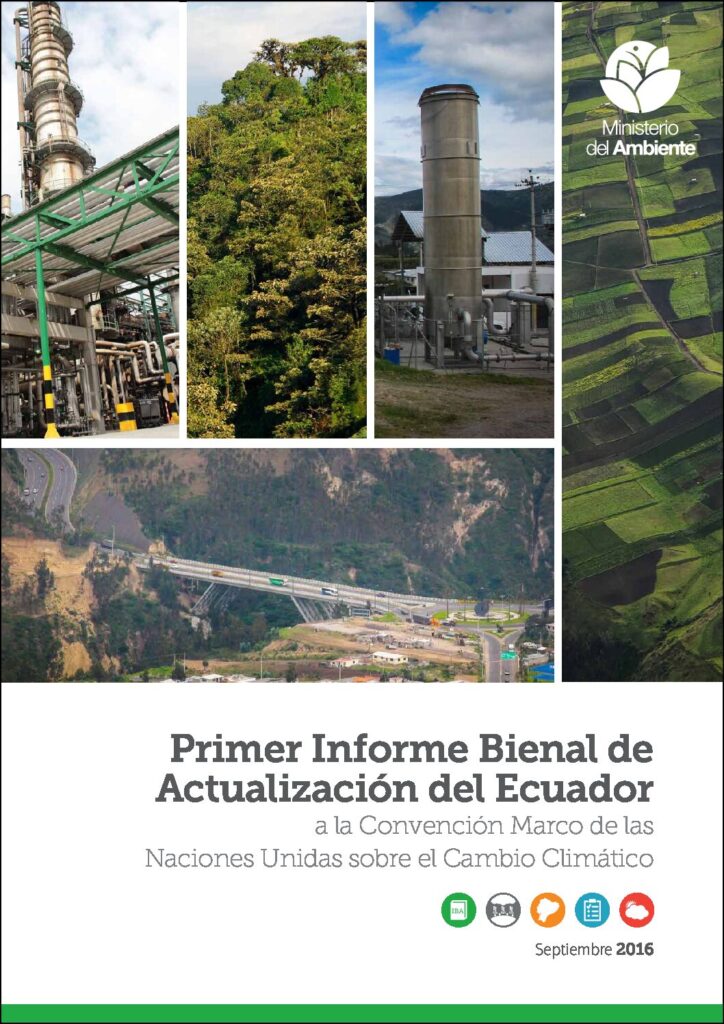 Ministerio
del Ambiente
Primer Informe Bienal de
Actualización del Ecuador
a la Convención Marco de las
Naciones Unidas sobre el Cambio Climático
IBA
Septiembre 2016